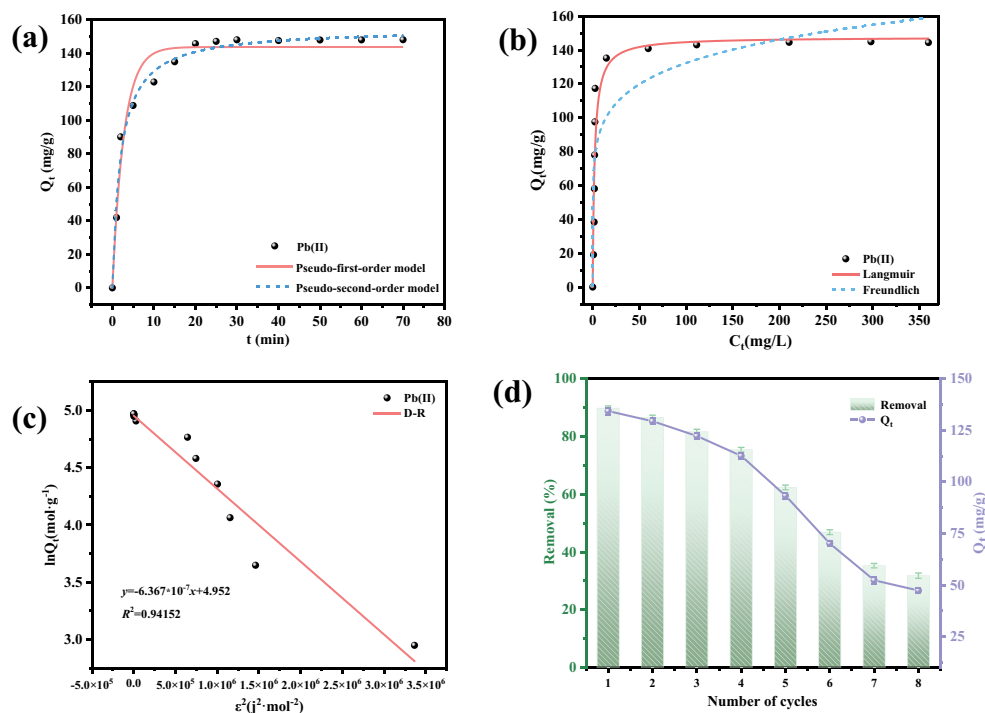 (a)
160
140
120
100
80
60
40
20
0
Qt (mg/g)
Pb(II)
Pseudo-first-order model
Pseudo-second-order model
0 10 20 30 40 50 60 70 80
t (min)
(b)
160
140
120
100
80
60
40
20
0
Qt(mg/g)
Pb(II)
Langmuir
Freundlich
0 50 100 150 200 250 300 350
Ct(mg/L)
(c)
5.0
4.5
4.0
3.5
3.0
lnQt(mol·g⁻¹)
Pb(II)
D-R
y=-6.367*10⁻⁷x+4.952
R²=0.94152
-5.0×10⁵ 0.0 5.0×10⁵ 1.0×10⁶ 1.5×10⁶ 2.0×10⁶ 2.5×10⁶ 3.0×10⁶ 3.5×10⁶
ε²(j²·mol⁻²)
(d)
100
80
60
40
20
0
Removal (%)
Removal
Qt
150
125
100
75
50
25
0
Qt (mg/g)
1 2 3 4 5 6 7 8
Number of cycles